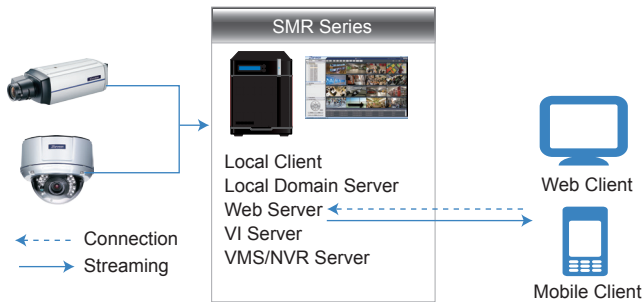 SMR Series
Local Client
Local Domain Server
Web Server
VI Server
VMS/NVR Server
Connection
Streaming
Web Client
Mobile Client